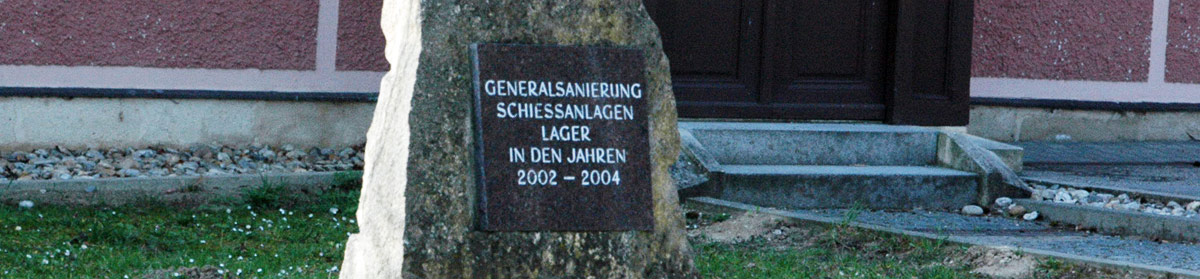 GENERALSANIERUNG
SCHIESSANLAGEN
LAGER
IN DEN JAHREN
2002 – 2004